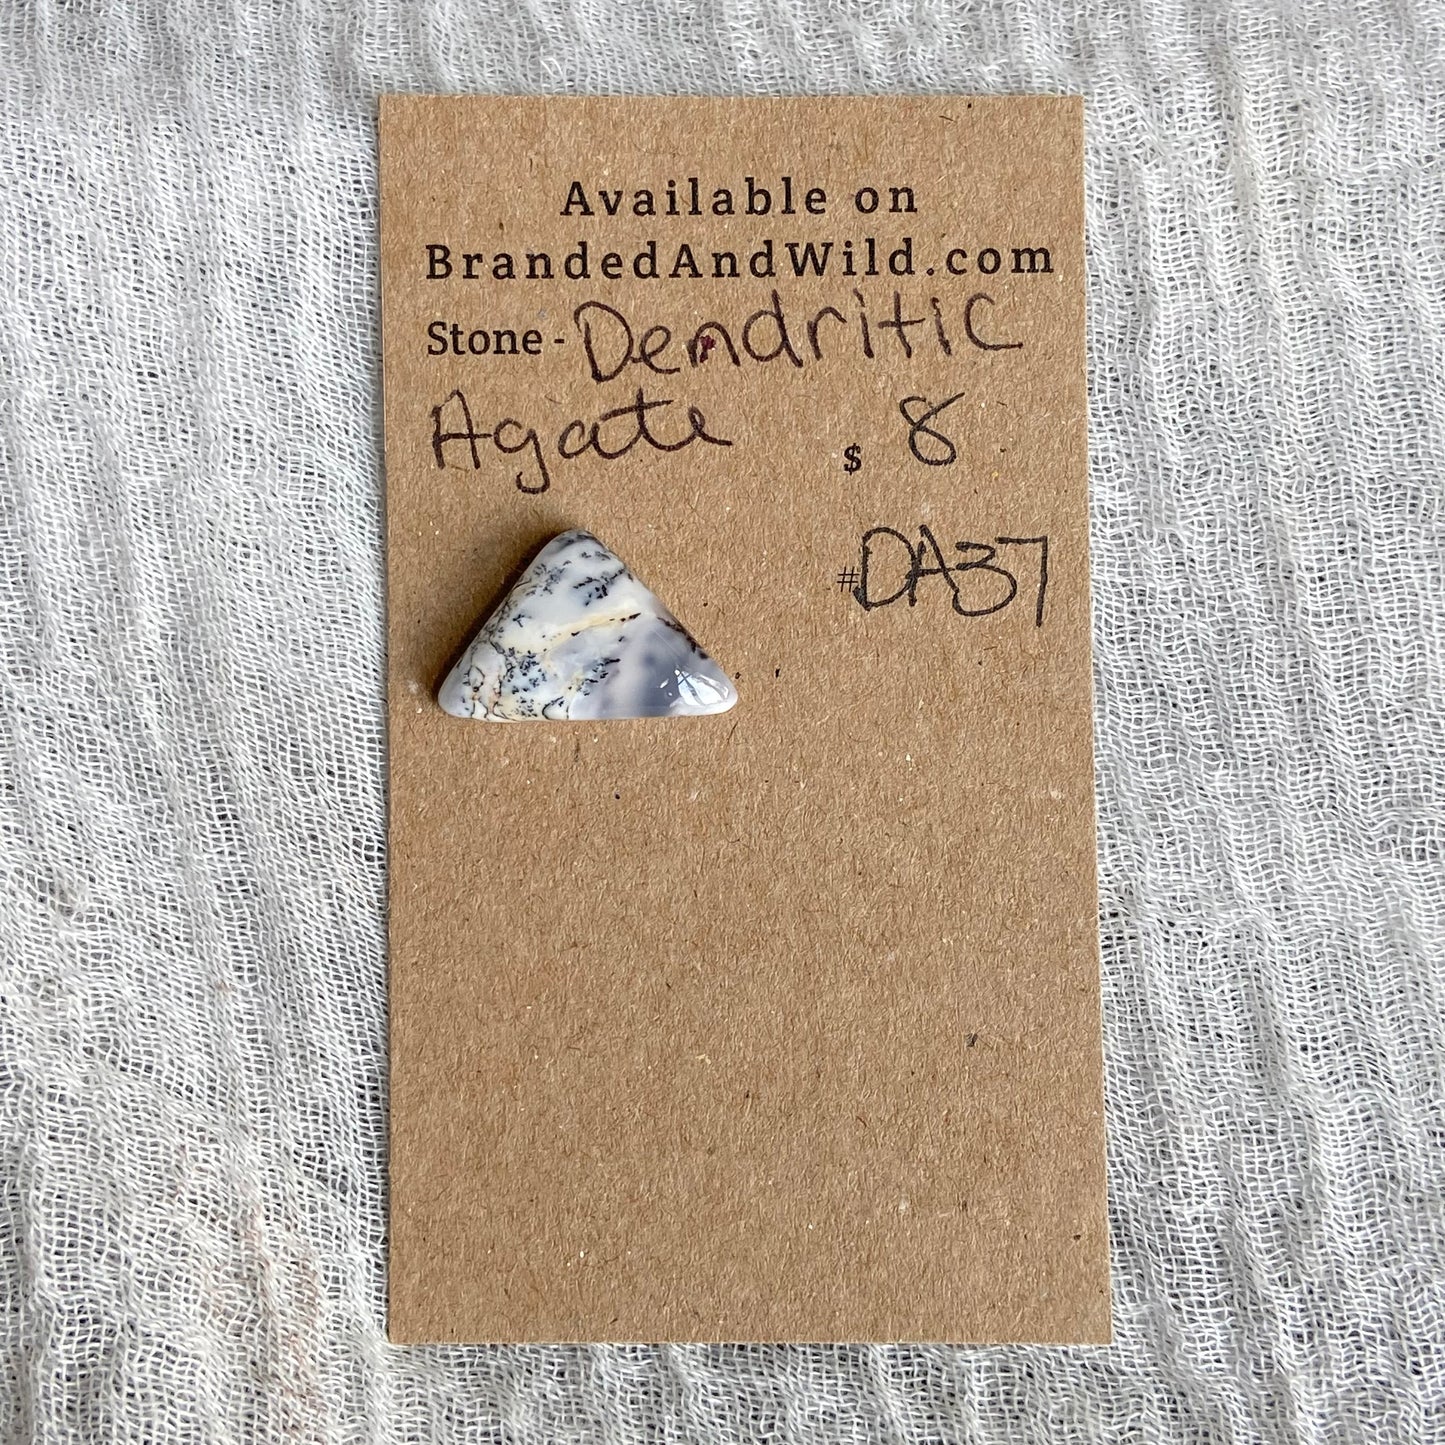 Available on
BrandedAndWild.com
Stone - Dendritic
Agate $ 8
#DA37